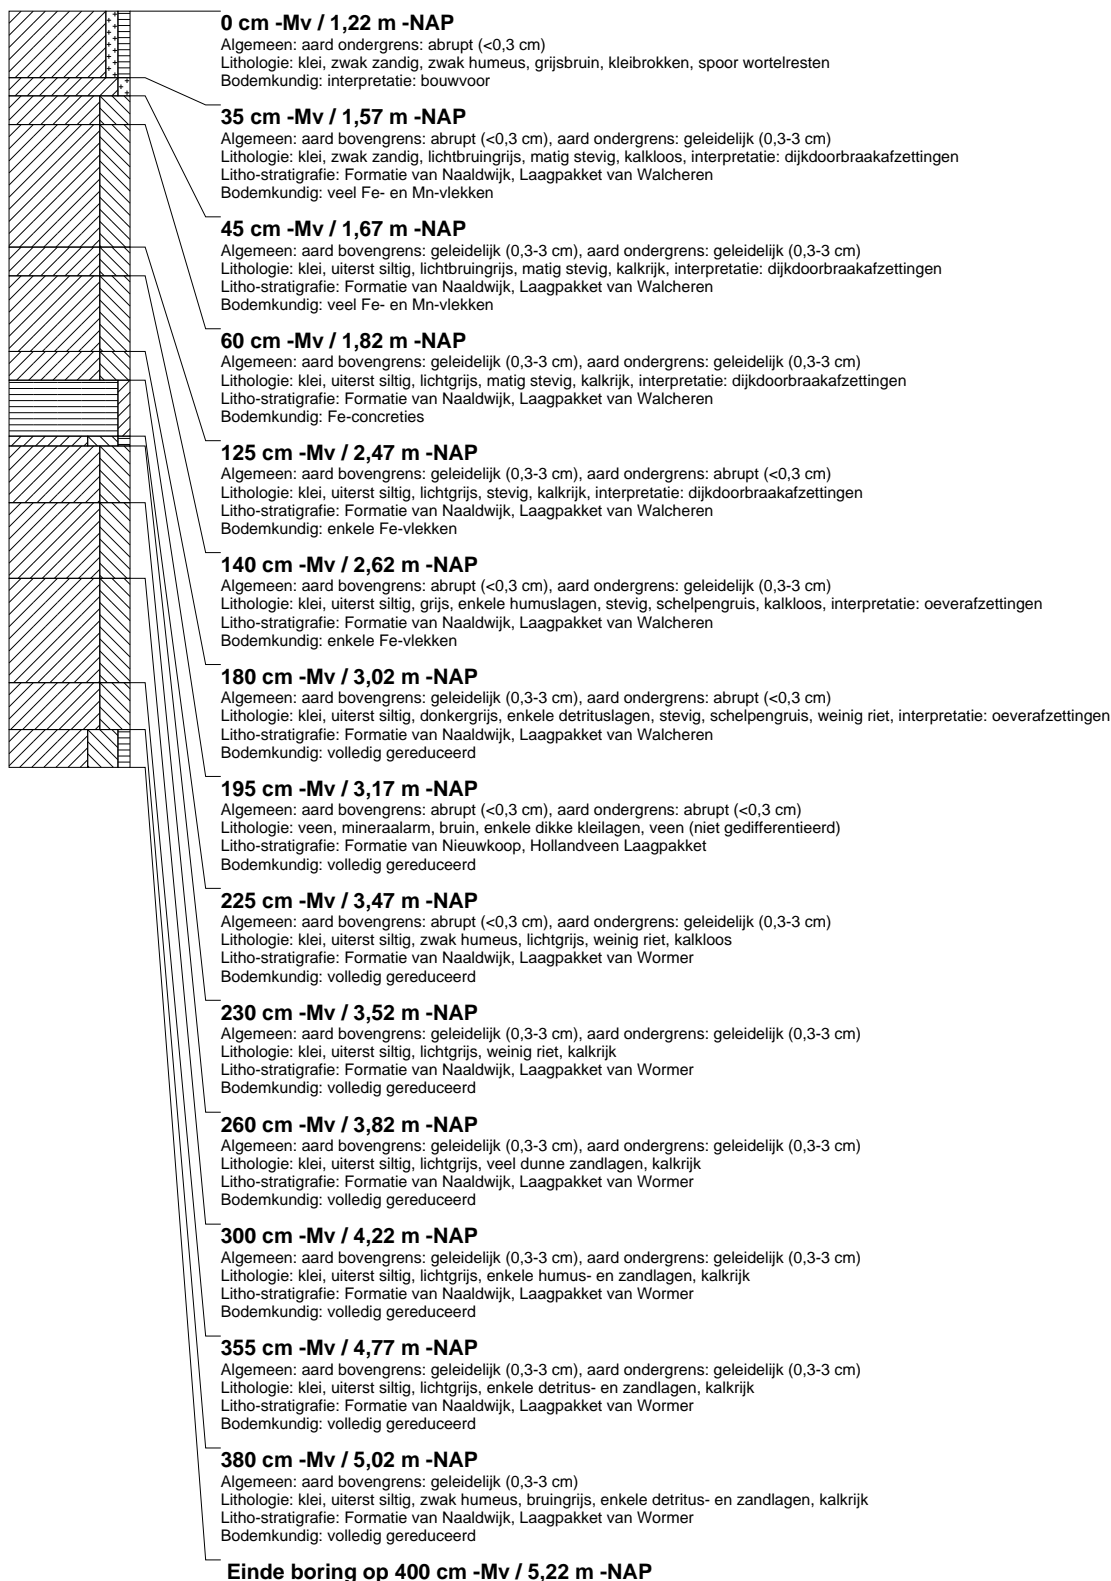 0 cm -Mv / 1,22 m -NAP
Algemeen: aard ondergrens: abrupt (<0,3 cm)
Lithologie: klei, zwak zandig, zwak humeus, grijsbruin, kleibrokken, spoor wortelresten
Bodemkundig: interpretatie: bouwvoor
35 cm -Mv / 1,57 m -NAP
Algemeen: aard bovengrens: abrupt (<0,3 cm), aard ondergrens: geleidelijk (0,3-3 cm)
Lithologie: klei, zwak zandig, lichtbruingrijs, matig stevig, kalkloos, interpretatie: dijkdoorbraakafzettingen
Litho-stratigrafie: Formatie van Naaldwijk, Laagpakket van Walcheren
Bodemkundig: veel Fe- en Mn-vlekken
45 cm -Mv / 1,67 m -NAP
Algemeen: aard bovengrens: geleidelijk (0,3-3 cm), aard ondergrens: geleidelijk (0,3-3 cm)
Lithologie: klei, uiterst siltig, lichtbruingrijs, matig stevig, kalkrijk, interpretatie: dijkdoorbraakafzettingen
Litho-stratigrafie: Formatie van Naaldwijk, Laagpakket van Walcheren
Bodemkundig: veel Fe- en Mn-vlekken
60 cm -Mv / 1,82 m -NAP
Algemeen: aard bovengrens: geleidelijk (0,3-3 cm), aard ondergrens: geleidelijk (0,3-3 cm)
Lithologie: klei, uiterst siltig, lichtgrijs, matig stevig, kalkrijk, interpretatie: dijkdoorbraakafzettingen
Litho-stratigrafie: Formatie van Naaldwijk, Laagpakket van Walcheren
Bodemkundig: Fe-concreties
125 cm -Mv / 2,47 m -NAP
Algemeen: aard bovengrens: geleidelijk (0,3-3 cm), aard ondergrens: abrupt (<0,3 cm)
Lithologie: klei, uiterst siltig, lichtgrijs, stevig, kalkrijk, interpretatie: dijkdoorbraakafzettingen
Litho-stratigrafie: Formatie van Naaldwijk, Laagpakket van Walcheren
Bodemkundig: enkele Fe-vlekken
140 cm -Mv / 2,62 m -NAP
Algemeen: aard bovengrens: abrupt (<0,3 cm), aard ondergrens: geleidelijk (0,3-3 cm)
Lithologie: klei, uiterst siltig, grijs, enkele humuslagen, stevig, schelpengruis, kalkloos, interpretatie: oeverafzettingen
Litho-stratigrafie: Formatie van Naaldwijk, Laagpakket van Walcheren
Bodemkundig: enkele Fe-vlekken
180 cm -Mv / 3,02 m -NAP
Algemeen: aard bovengrens: geleidelijk (0,3-3 cm), aard ondergrens: abrupt (<0,3 cm)
Lithologie: klei, uiterst siltig, donkergrijs, enkele detrituslagen, stevig, schelpengruis, weinig riet, interpretatie: oeverafzettingen
Litho-stratigrafie: Formatie van Naaldwijk, Laagpakket van Walcheren
Bodemkundig: volledig gereduceerd
195 cm -Mv / 3,17 m -NAP
Algemeen: aard bovengrens: abrupt (<0,3 cm), aard ondergrens: abrupt (<0,3 cm)
Lithologie: veen, mineraalarm, bruin, enkele dikke kleilagen, veen (niet gedifferentieerd)
Litho-stratigrafie: Formatie van Nieuwkoop, Hollandveen Laagpakket
Bodemkundig: volledig gereduceerd
225 cm -Mv / 3,47 m -NAP
Algemeen: aard bovengrens: abrupt (<0,3 cm), aard ondergrens: geleidelijk (0,3-3 cm)
Lithologie: klei, uiterst siltig, zwak humeus, lichtgrijs, weinig riet, kalkloos
Litho-stratigrafie: Formatie van Naaldwijk, Laagpakket van Wormer
Bodemkundig: volledig gereduceerd
230 cm -Mv / 3,52 m -NAP
Algemeen: aard bovengrens: geleidelijk (0,3-3 cm), aard ondergrens: geleidelijk (0,3-3 cm)
Lithologie: klei, uiterst siltig, lichtgrijs, weinig riet, kalkrijk
Litho-stratigrafie: Formatie van Naaldwijk, Laagpakket van Wormer
Bodemkundig: volledig gereduceerd
260 cm -Mv / 3,82 m -NAP
Algemeen: aard bovengrens: geleidelijk (0,3-3 cm), aard ondergrens: geleidelijk (0,3-3 cm)
Lithologie: klei, uiterst siltig, lichtgrijs, veel dunne zandlagen, kalkrijk
Litho-stratigrafie: Formatie van Naaldwijk, Laagpakket van Wormer
Bodemkundig: volledig gereduceerd
300 cm -Mv / 4,22 m -NAP
Algemeen: aard bovengrens: geleidelijk (0,3-3 cm), aard ondergrens: geleidelijk (0,3-3 cm)
Lithologie: klei, uiterst siltig, lichtgrijs, enkele humus- en zandlagen, kalkrijk
Litho-stratigrafie: Formatie van Naaldwijk, Laagpakket van Wormer
Bodemkundig: volledig gereduceerd
355 cm -Mv / 4,77 m -NAP
Algemeen: aard bovengrens: geleidelijk (0,3-3 cm), aard ondergrens: geleidelijk (0,3-3 cm)
Lithologie: klei, uiterst siltig, lichtgrijs, enkele detritus- en zandlagen, kalkrijk
Litho-stratigrafie: Formatie van Naaldwijk, Laagpakket van Wormer
Bodemkundig: volledig gereduceerd
380 cm -Mv / 5,02 m -NAP
Algemeen: aard bovengrens: geleidelijk (0,3-3 cm)
Lithologie: klei, uiterst siltig, zwak humeus, bruingrijs, enkele detritus- en zandlagen, kalkrijk
Litho-stratigrafie: Formatie van Naaldwijk, Laagpakket van Wormer
Bodemkundig: volledig gereduceerd
Einde boring op 400 cm -Mv / 5,22 m -NAP